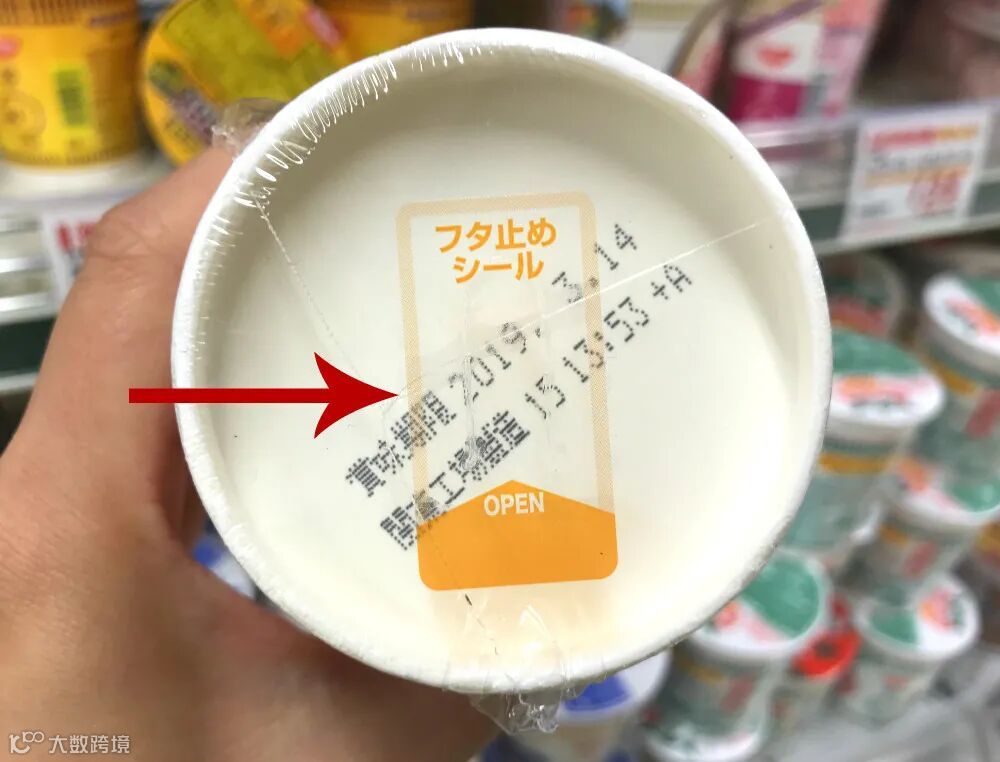 フタ止め
シール
賞味期限 2019. 3.14
関東工場製造 15 13:53 +A
OPEN
大数跨境